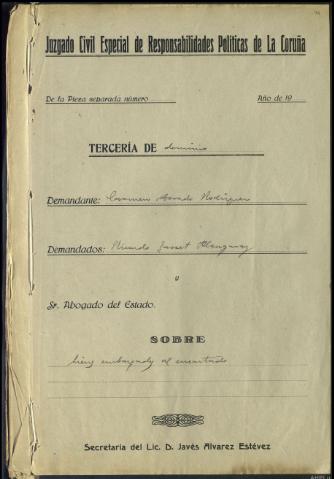 Juzgado Civil Especial de Responsabilidades Políticas de La Coruña
De la Pieza separada número
Año de 19
TERCERÍA DE dominio
Demandante: Carmen Rodríguez
Demandados: Ricardo
y
Sr. Abogado del Estado.
SOBRE
bienes embargados al encartado
Secretaría del Lic. D. Javés Alvarez Estévez